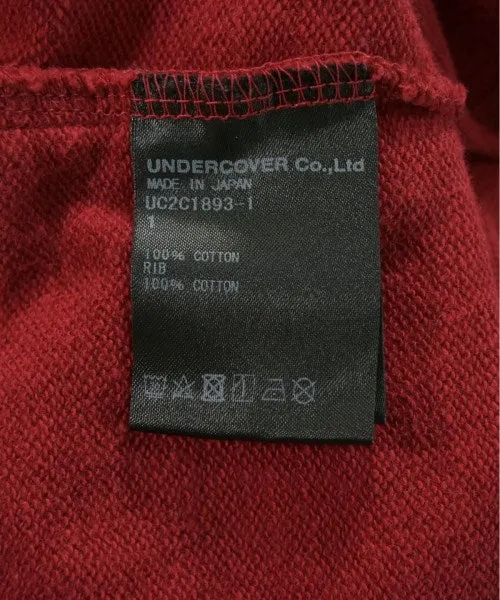 UNDERCOVER Co.,Ltd
MADE IN JAPAN
UC2C1893-1
1
100% COTTON
RIB
100% COTTON